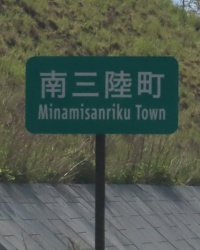 南三陸町
Minamisanriku Town